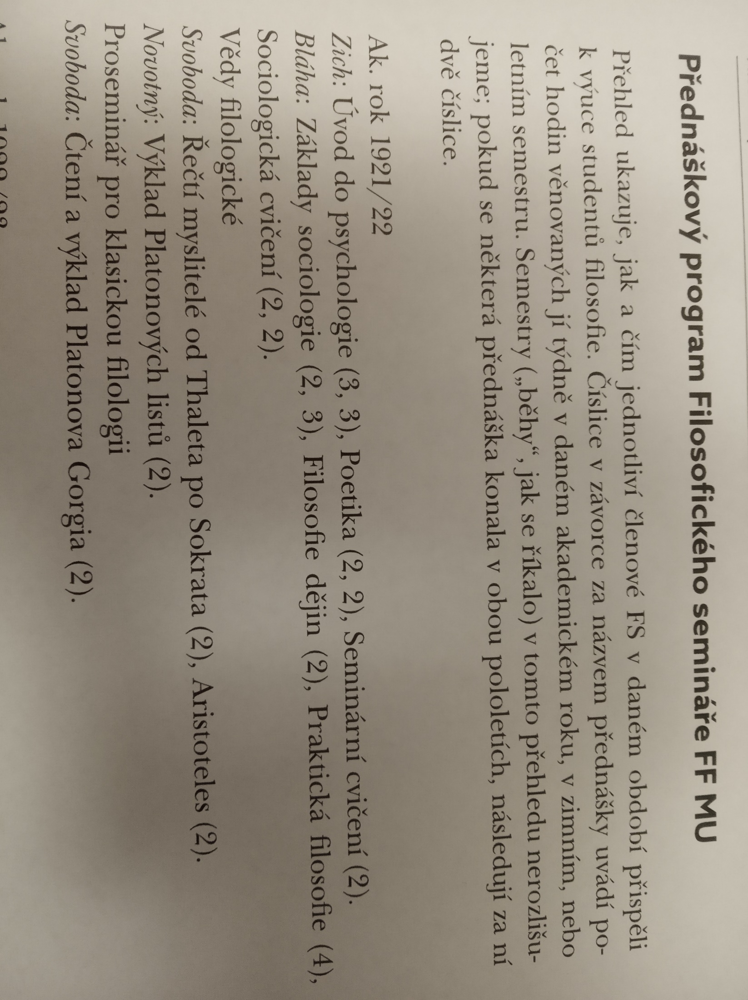 Přednáškový program Filosofického semináře FF MU
Přehled ukazuje, jak a čím jednotliví členové FS v daném období přispěli
k výuce studentů filosofie. Číslice v závorce za názvem přednášky uvádí po-
čet hodin věnovaných jí týdně v daném akademickém roku, v zimním, nebo
letním semestru. Semestry („běhy“, jak se říkalo) v tomto přehledu nerozlišu-
jeme; pokud se některá přednáška konala v obou pololetích, následují za ní
dvě číslice.
Ak. rok 1921/22
Zich: Úvod do psychologie (3, 3), Poetika (2, 2), Seminární cvičení (2).
Bláha: Základy sociologie (2, 3), Filosofie dějin (2), Praktická filosofie (4),
Sociologická cvičení (2, 2).
Vědy filologické
Svoboda: Řečtí myslitelé od Thaleta po Sokrata (2), Aristoteles (2).
Novotný: Výklad Platonových listů (2).
Proseminář pro klasickou filologii
Svoboda: Čtení a výklad Platonova Gorgia (2).